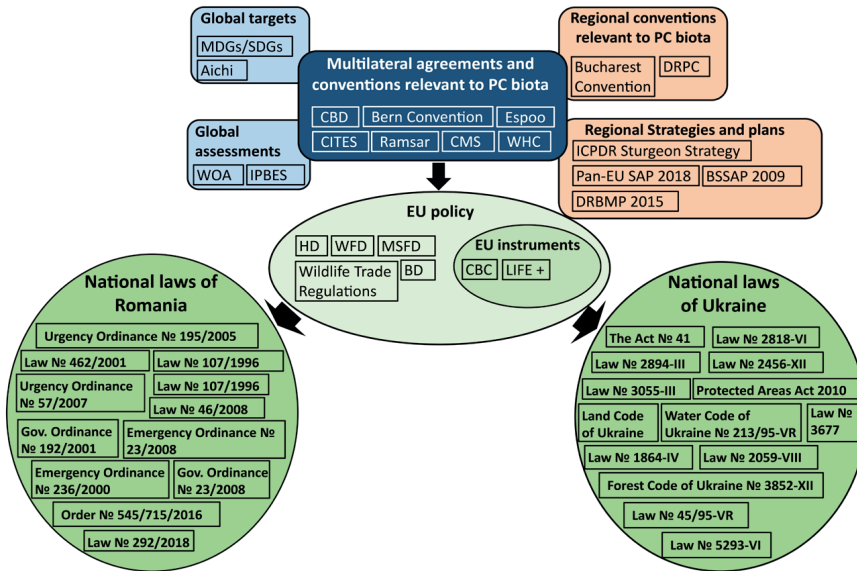 Global targets
MDGs/SDGs
Aichi
Multilateral agreements and
conventions relevant to PC biota
CBD
Bern Convention
Espoo
CITES
Ramsar
CMS
WHC
Regional conventions
relevant to PC biota
Bucharest
Convention
DRPC
Global
assessments
WOA
IPBES
Regional Strategies and plans
ICPDR Sturgeon Strategy
Pan-EU SAP 2018
BSSAP 2009
DRBMP 2015
EU policy
HD
WFD
MSFD
Wildlife Trade
Regulations
BD
EU instruments
CBC
LIFE +
National laws of
Romania
Urgency Ordinance № 195/2005
Law № 462/2001
Law № 107/1996
Urgency Ordinance
№ 57/2007
Law № 107/1996
Law № 46/2008
Gov. Ordinance
№ 192/2001
Emergency Ordinance №
23/2008
Emergency Ordinance
№ 236/2000
Gov. Ordinance
№ 23/2008
Order № 545/715/2016
Law № 292/2018
National laws
of Ukraine
The Act № 41
Law № 2818-VI
Law № 2894-III
Law № 2456-XII
Law № 3055-III
Protected Areas Act 2010
Land Code
of Ukraine
Water Code of
Ukraine № 213/95-VR
Law №
3677
Law № 1864-IV
Law № 2059-VIII
Forest Code of Ukraine № 3852-XII
Law № 45/95-VR
Law № 5293-VI